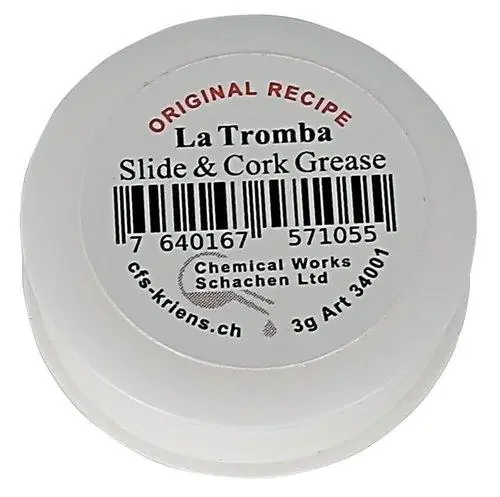 ORIGINAL RECIPE
La Tromba
Slide & Cork Grease
7 640167 571055
Chemical Works
Schachen Ltd
cfs-kriens.ch
3g Art 34001